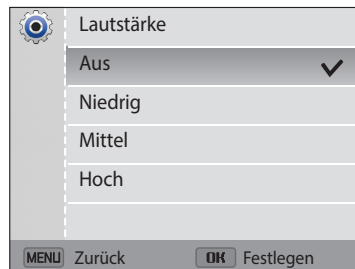 Lautstärke
Aus
Niedrig
Mittel
Hoch
MENU Zurück OK Festlegen